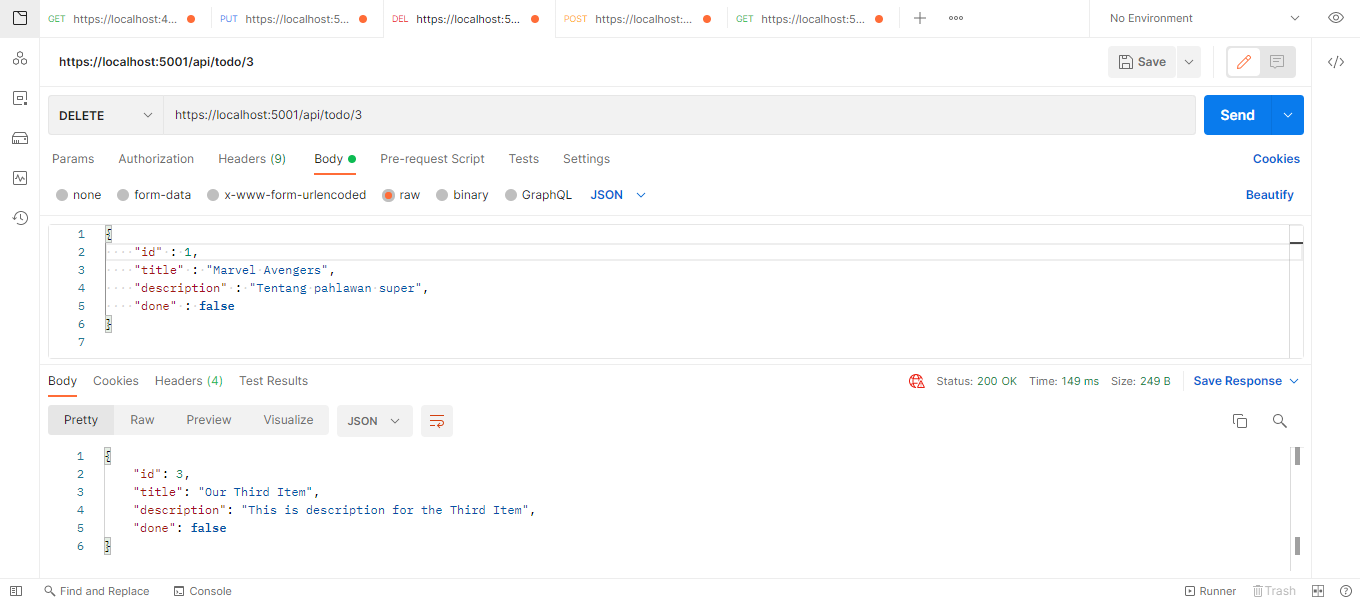 GET https://localhost:4... PUT https://localhost:5... DEL https://localhost:5... POST https://localhost:... GET https://localhost:5... No Environment
https://localhost:5001/api/todo/3 Save
DELETE https://localhost:5001/api/todo/3 Send
Params Authorization Headers (9) Body Pre-request Script Tests Settings Cookies
none form-data x-www-form-urlencoded raw binary GraphQL JSON Beautify
1 {
2 "id" : 1,
3 "title" : "Marvel Avengers",
4 "description" : "Tentang pahlawan super",
5 "done" : false
6 }
7
Body Cookies Headers (4) Test Results Status: 200 OK Time: 149 ms Size: 249 B Save Response
Pretty Raw Preview Visualize JSON
1 {
2 "id": 3,
3 "title": "Our Third Item",
4 "description": "This is description for the Third Item",
5 "done": false
6 }
Find and Replace Console Runner Trash